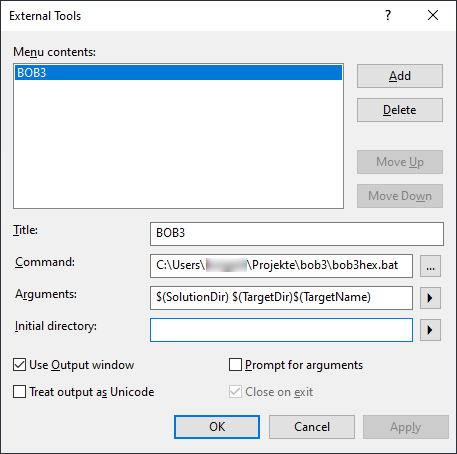 External Tools
Menu contents:
BOB3
Add
Delete
Move Up
Move Down
Title:
BOB3
Command:
C:\Users\ \Projekte\bob3\bob3hex.bat
...
Arguments:
$(SolutionDir) $(TargetDir)$(TargetName)
Initial directory:
Use Output window
Prompt for arguments
Treat output as Unicode
Close on exit
OK
Cancel
Apply